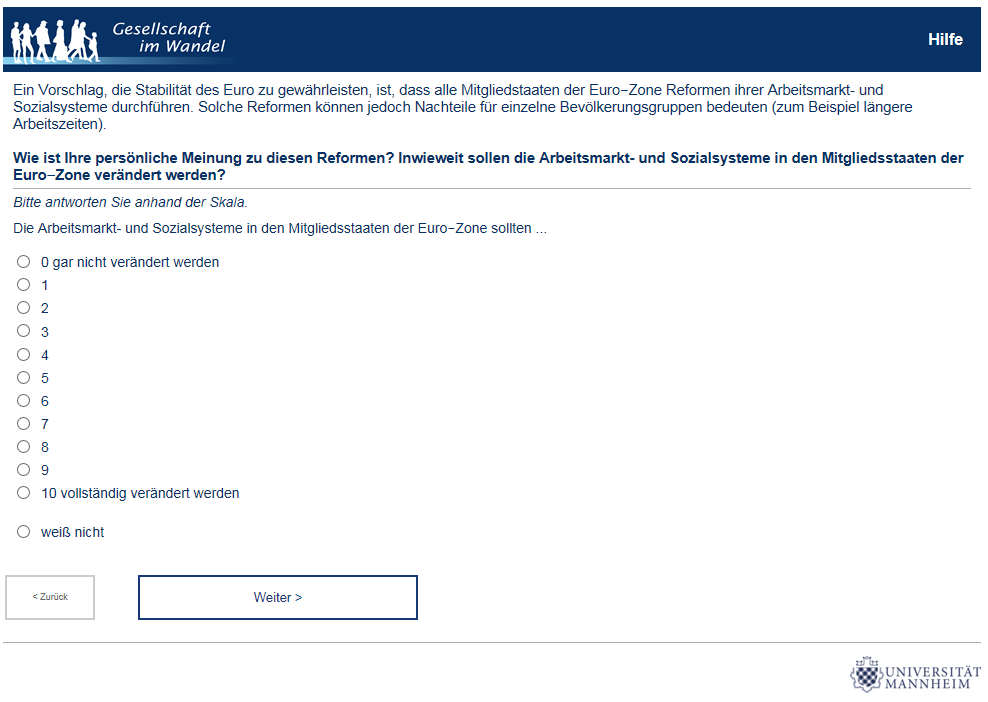 Gesellschaft
im Wandel
Hilfe
Ein Vorschlag, die Stabilität des Euro zu gewährleisten, ist, dass alle Mitgliedstaaten der Euro−Zone Reformen ihrer Arbeitsmarkt- und
Sozialsysteme durchführen. Solche Reformen können jedoch Nachteile für einzelne Bevölkerungsgruppen bedeuten (zum Beispiel längere
Arbeitszeiten).
Wie ist Ihre persönliche Meinung zu diesen Reformen? Inwieweit sollen die Arbeitsmarkt- und Sozialsysteme in den Mitgliedsstaaten der
Euro−Zone verändert werden?
Bitte antworten Sie anhand der Skala.
Die Arbeitsmarkt- und Sozialsysteme in den Mitgliedsstaaten der Euro−Zone sollten ...
0 gar nicht verändert werden
1
2
3
4
5
6
7
8
9
10 vollständig verändert werden
weiß nicht
< Zurück
Weiter >
UNIVERSITÄT
MANNHEIM